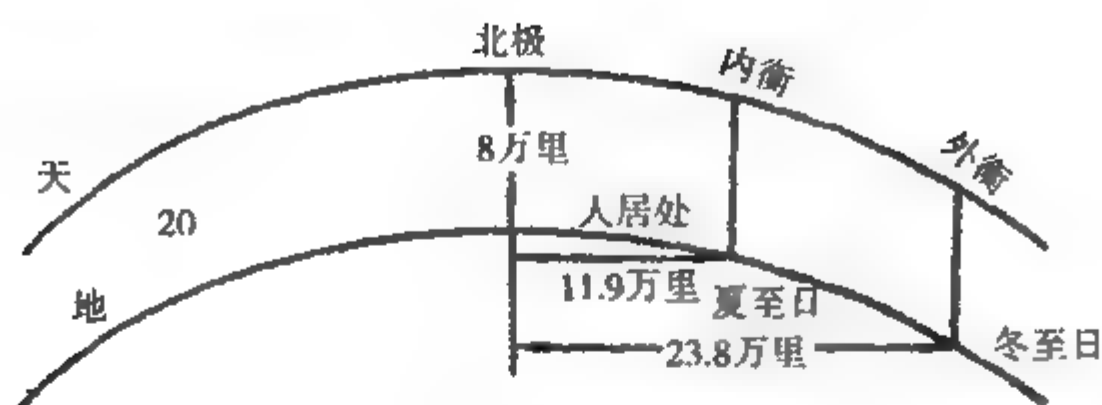 北极
内衡
外衡
8万里
天
20
人居处
地
11.9万里
夏至日
23.8万里
冬至日